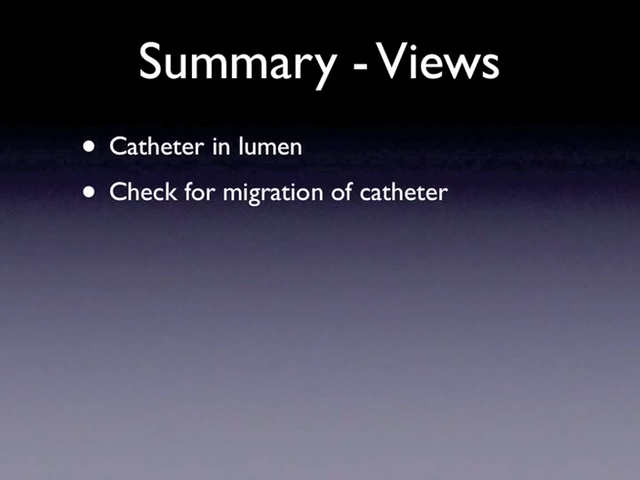 Summary - Views
• Catheter in lumen
• Check for migration of catheter